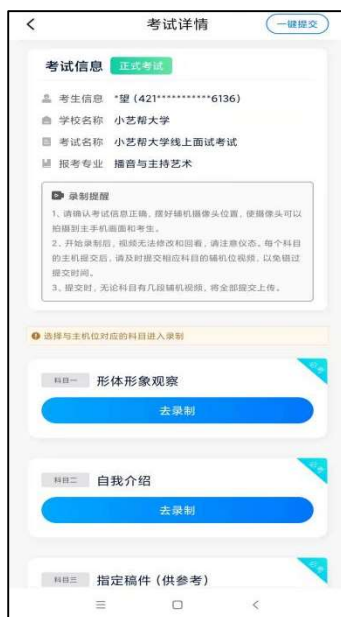 考试详情
一键提交
考试信息 正式考试
考生信息 *望 (421***********6136)
学校名称 小艺帮大学
考试名称 小艺帮大学线上面试考试
报考专业 播音与主持艺术
录制提醒
1、请确认考试信息正确，摆好辅机摄像头位置，使摄像头可以
拍摄到主手机画面和考生。
2、开始录制后，视频无法修改和回看，请注意仪态。每个科目
的主机提交后，请及时提交相应科目的辅机位视频，以免错过
提交时间。
3、提交时，无论科目有几段辅机视频，将全部提交上传。
选择与主机位对应的科目进入录制
科目一 形体形象观察
必考
去录制
科目二 自我介绍
必考
去录制
科目三 指定稿件（供参考）
必考